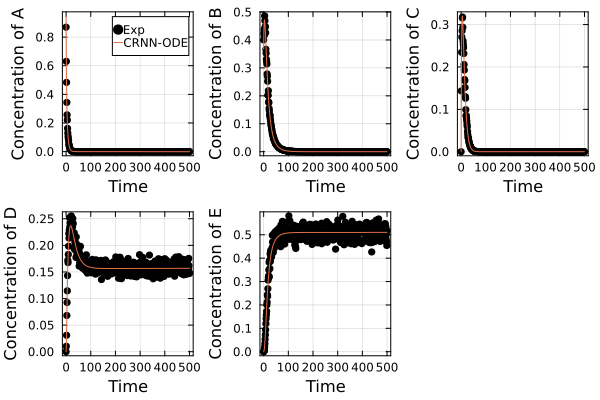 Concentration of A
0.8
0.6
0.4
0.2
0.0
0 100 200 300 400 500
Time
Exp
CRNN-ODE
Concentration of B
0.5
0.4
0.3
0.2
0.1
0.0
0 100 200 300 400 500
Time
Concentration of C
0.3
0.2
0.1
0.0
0 100 200 300 400 500
Time
Concentration of D
0.25
0.20
0.15
0.10
0.05
0.00
0 100 200 300 400 500
Time
Concentration of E
0.5
0.4
0.3
0.2
0.1
0.0
0 100 200 300 400 500
Time